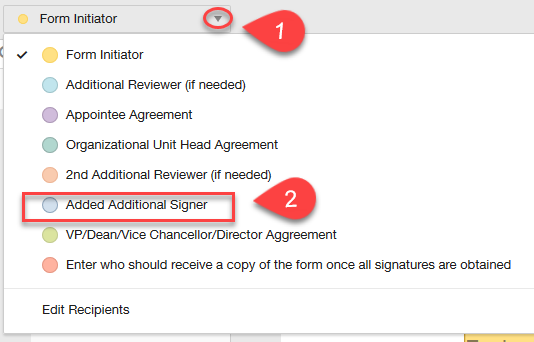 Form Initiator
1
Form Initiator
Additional Reviewer (if needed)
Appointee Agreement
Organizational Unit Head Agreement
2nd Additional Reviewer (if needed)
Added Additional Signer
2
VP/Dean/Vice Chancellor/Director Aggreement
Enter who should receive a copy of the form once all signatures are obtained
Edit Recipients